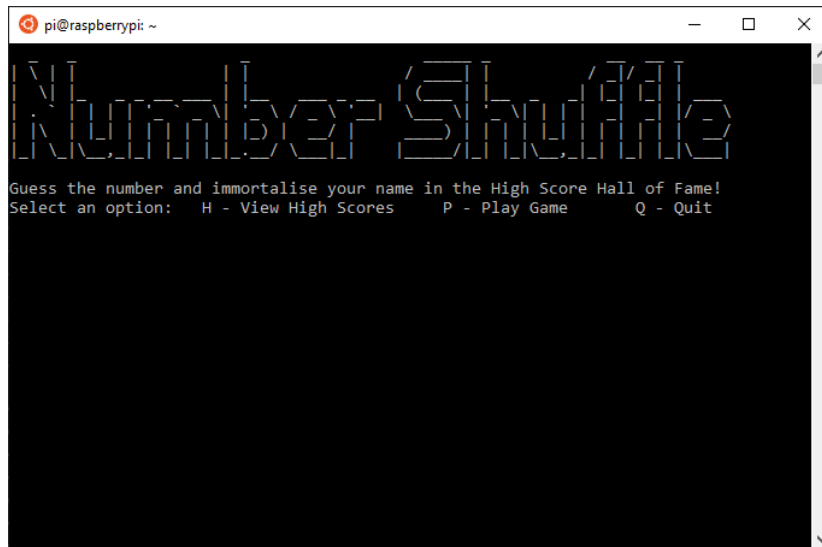 pi@raspberrypi: ~
Number Shuffle
Guess the number and immortalise your name in the High Score Hall of Fame!
Select an option:   H - View High Scores     P - Play Game       Q - Quit